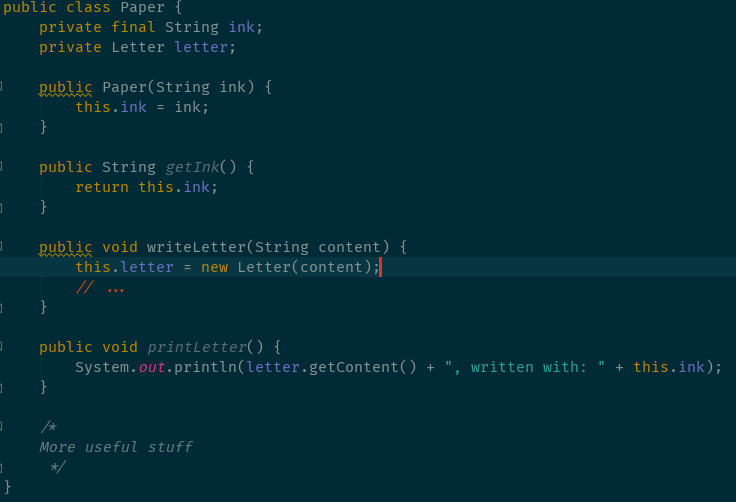 public class Paper {
    private final String ink;
    private Letter letter;

    public Paper(String ink) {
        this.ink = ink;
    }

    public String getInk() {
        return this.ink;
    }

    public void writeLetter(String content) {
        this.letter = new Letter(content);
        // ...
    }

    public void printLetter() {
        System.out.println(letter.getContent() + ", written with: " + this.ink);
    }

    /*
    More useful stuff
     */
}